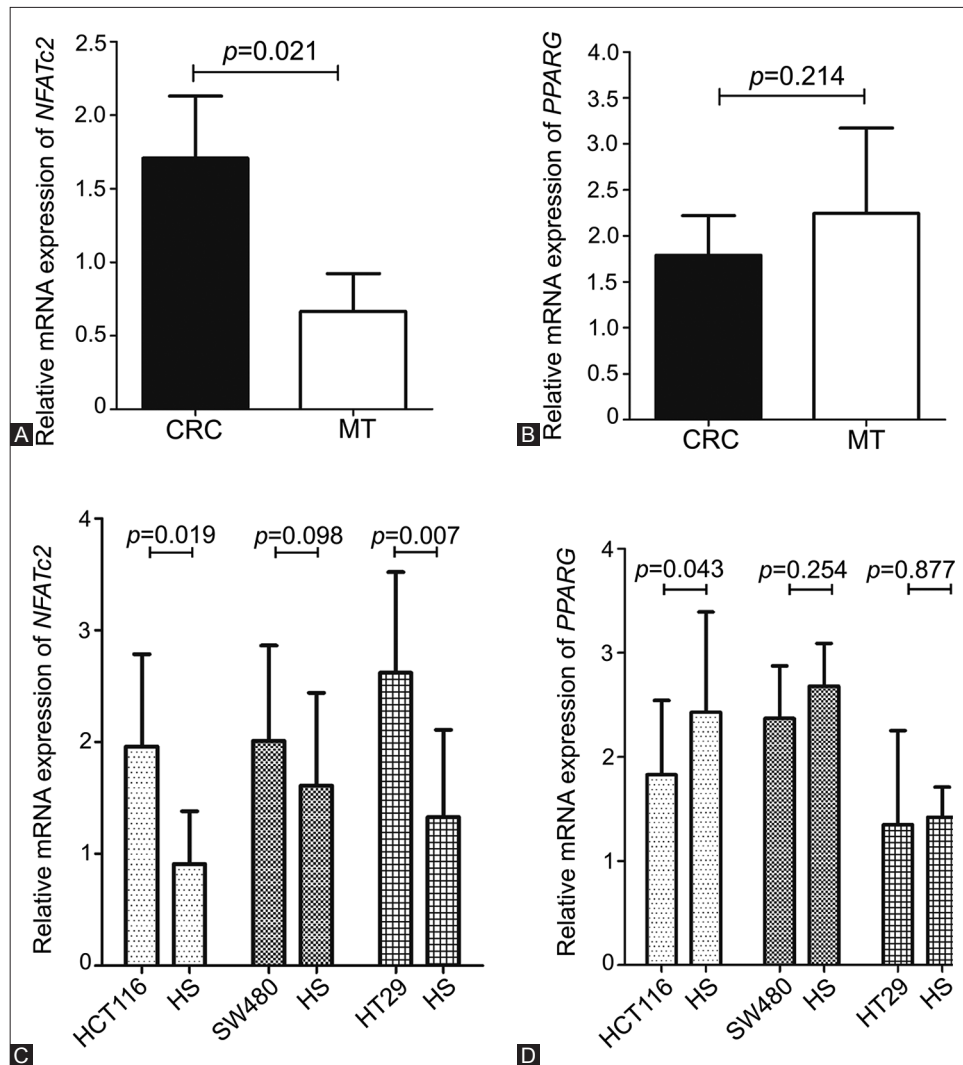 Relative mRNA expression of NFATc2
2.5
2.0
1.5
1.0
0.5
0
p=0.021
CRC
MT
A
Relative mRNA expression of PPARG
4.0
3.5
3.0
2.5
2.0
1.5
1.0
0.5
0
p=0.214
CRC
MT
B
Relative mRNA expression of NFATc2
4
3
2
1
0
p=0.019
p=0.098
p=0.007
HCT116
HS
SW480
HS
HT29
HS
C
Relative mRNA expression of PPARG
4
3
2
1
0
p=0.043
p=0.254
p=0.877
HCT116
HS
SW480
HS
HT29
HS
D